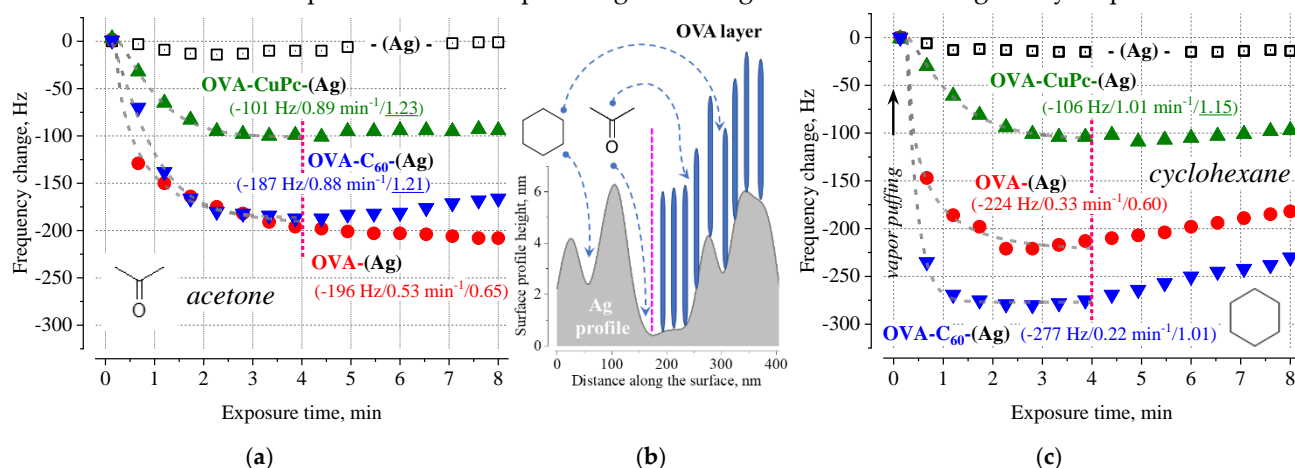 (a)
(b)
(c)
0
-50
-100
-150
-200
-250
-300
Frequency change, Hz
- (Ag) -
OVA-CuPc-(Ag)
(-101 Hz/0.89 min-1/1.23)
OVA-C60-(Ag)
(-187 Hz/0.88 min-1/1.21)
OVA-(Ag)
(-196 Hz/0.53 min-1/0.65)
O
acetone
0 1 2 3 4 5 6 7 8
Exposure time, min
OVA layer
O
Surface profile height, nm
6
4
2
0
Ag
profile
0 100 200 300 400
Distance along the surface, nm
0
-50
-100
-150
-200
-250
-300
Frequency change, Hz
- (Ag) -
OVA-CuPc-(Ag)
(-106 Hz/1.01 min-1/1.15)
cyclohexane
OVA-(Ag)
(-224 Hz/0.33 min-1/0.60)
vapor puffing
OVA-C60-(Ag) (-277 Hz/0.22 min-1/1.01)
0 1 2 3 4 5 6 7 8
Exposure time, min
(a) (b) (c)